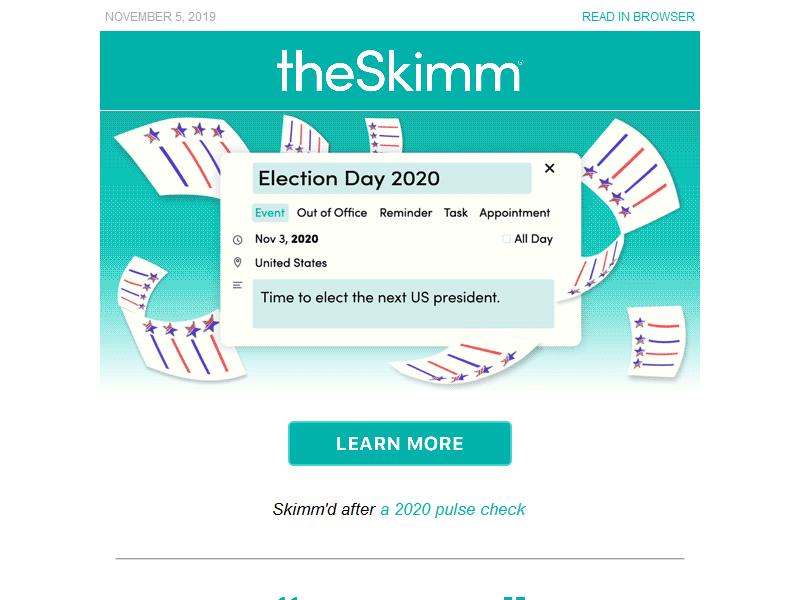 NOVEMBER 5, 2019 READ IN BROWSER
theSkimm
Election Day 2020
Event Out of Office Reminder Task Appointment
Nov 3, 2020 All Day
United States
Time to elect the next US president.
LEARN MORE
Skimm'd after a 2020 pulse check